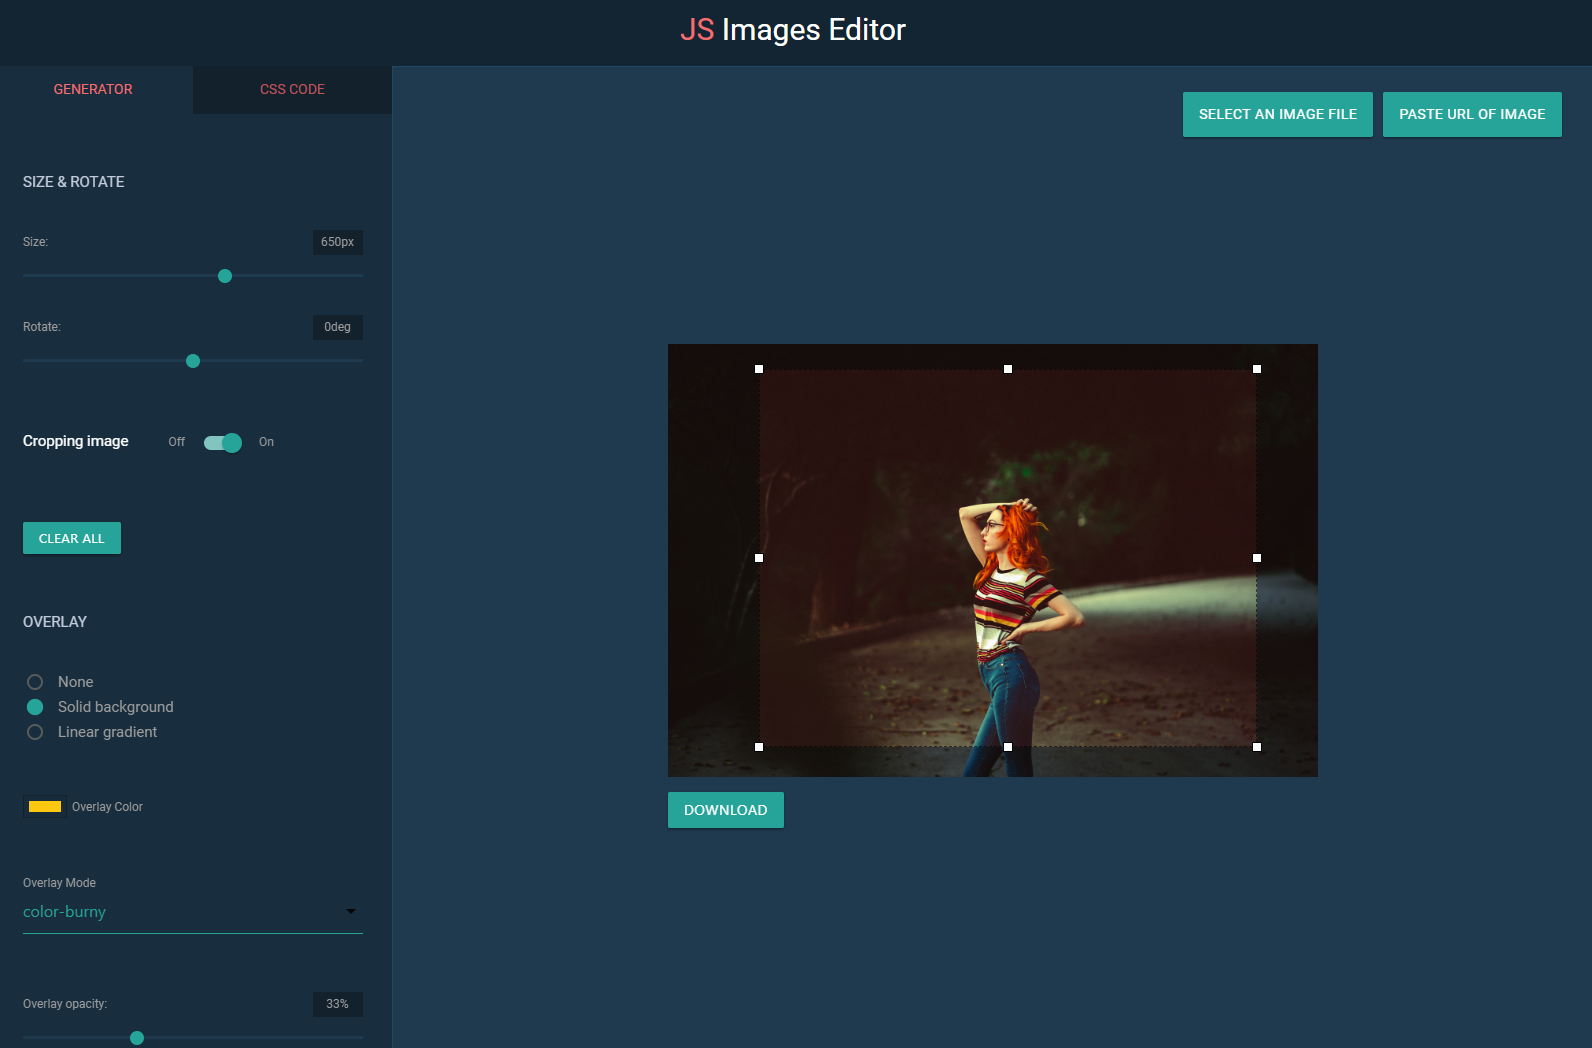 JS Images Editor
GENERATOR
CSS CODE
SELECT AN IMAGE FILE
PASTE URL OF IMAGE
SIZE & ROTATE
Size:
650px
Rotate:
0deg
Cropping image
Off
On
CLEAR ALL
OVERLAY
None
Solid background
Linear gradient
Overlay Color
Overlay Mode
color-burny
Overlay opacity:
33%
DOWNLOAD